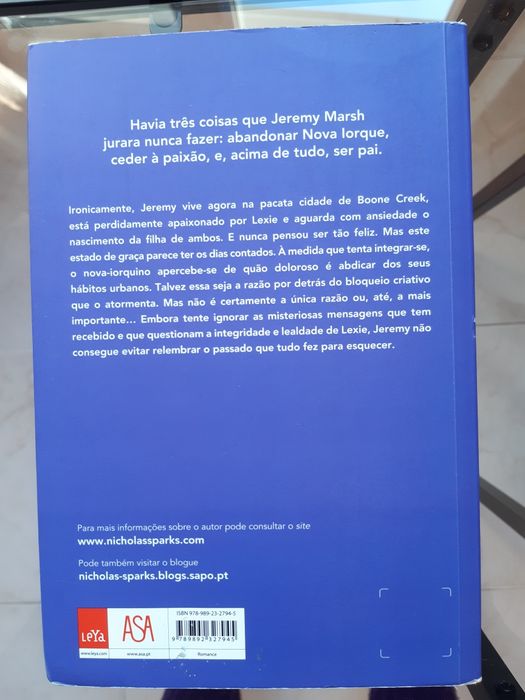 Havia três coisas que Jeremy Marsh
jurara nunca fazer: abandonar Nova Iorque,
ceder à paixão, e, acima de tudo, ser pai.
Ironicamente, Jeremy vive agora na pacata cidade de Boone Creek,
está perdidamente apaixonado por Lexie e aguarda com ansiedade o
nascimento da filha de ambos. E nunca pensou ser tão feliz. Mas este
estado de graça parece ter os dias contados. À medida que tenta integrar-se,
o nova-iorquino apercebe-se de quão doloroso é abdicar dos seus
hábitos urbanos. Talvez essa seja a razão por detrás do bloqueio criativo
que o atormenta. Mas não é certamente a única razão ou, até, a mais
importante... Embora tente ignorar as misteriosas mensagens que tem
recebido e que questionam a integridade e lealdade de Lexie, Jeremy não
consegue evitar relembrar o passado que tudo fez para esquecer.
Para mais informações sobre o autor pode consultar o site
www.nicholassparks.com
Pode também visitar o blogue
nicholas-sparks.blogs.sapo.pt
LEYA
www.leya.com
ASA
www.asa.pt
ISBN 978-989-23-2794-5
9 789892 327945
Romance